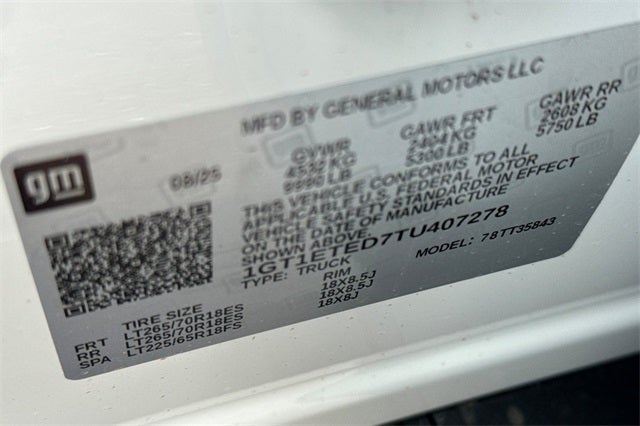 MFD BY GENERAL MOTORS LLC
gm
08/25 GVWR GAWR FRT GAWR RR
4532 KG 2404 KG 2608 KG
9990 LB 5300 LB 5750 LB
THIS VEHICLE CONFORMS TO ALL
APPLICABLE U.S. FEDERAL MOTOR
VEHICLE SAFETY STANDARDS IN EFFECT
ON THE DATE OF MANUFACTURE
SHOWN ABOVE.
1GT1ETED7TU407278
TYPE: TRUCK MODEL: 78TT35843
TIRE SIZE RIM
FRT LT265/70R18ES 18X8.5J
RR LT265/70R18ES 18X8.5J
SPA LT225/65R18FS 18X8J